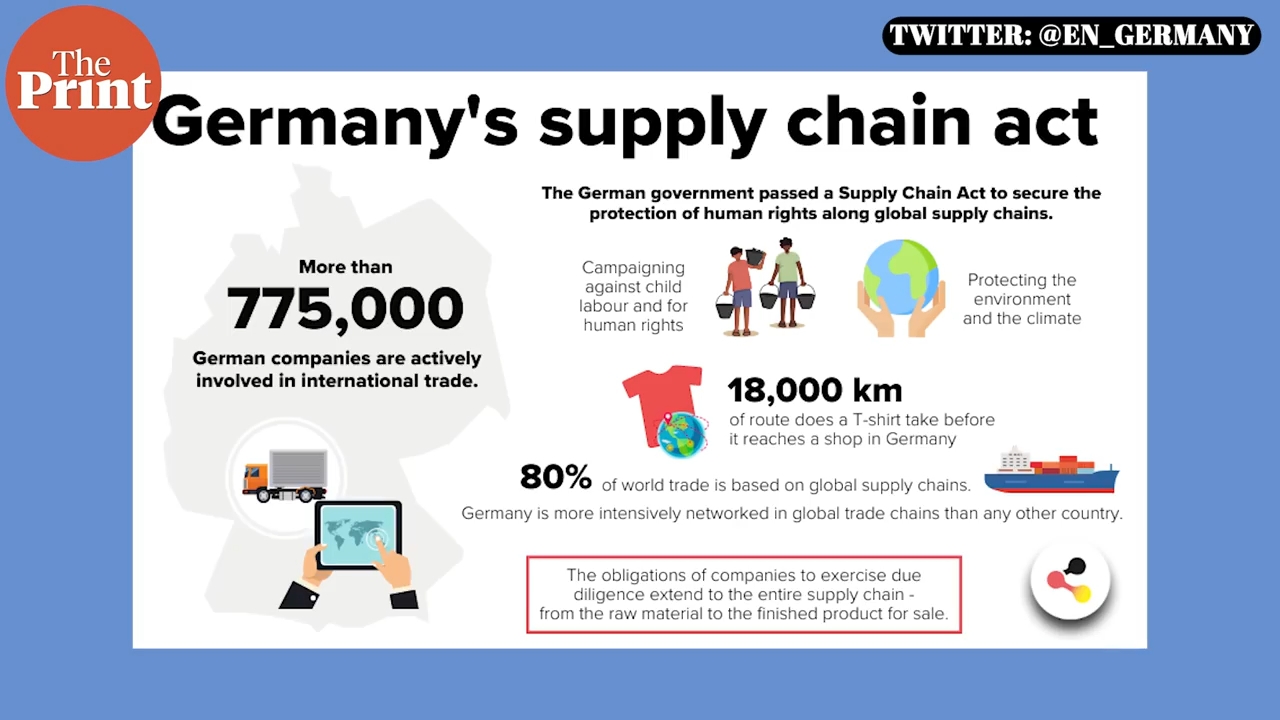 The
Print
TWITTER: @EN_GERMANY
Germany's supply chain act
The German government passed a Supply Chain Act to secure the
protection of human rights along global supply chains.
More than
775,000
German companies are actively
involved in international trade.
Campaigning
against child
labour and for
human rights
Protecting the
environment
and the climate
18,000 km
of route does a T-shirt take before
it reaches a shop in Germany
80% of world trade is based on global supply chains.
Germany is more intensively networked in global trade chains than any other country.
The obligations of companies to exercise due
diligence extend to the entire supply chain -
from the raw material to the finished product for sale.